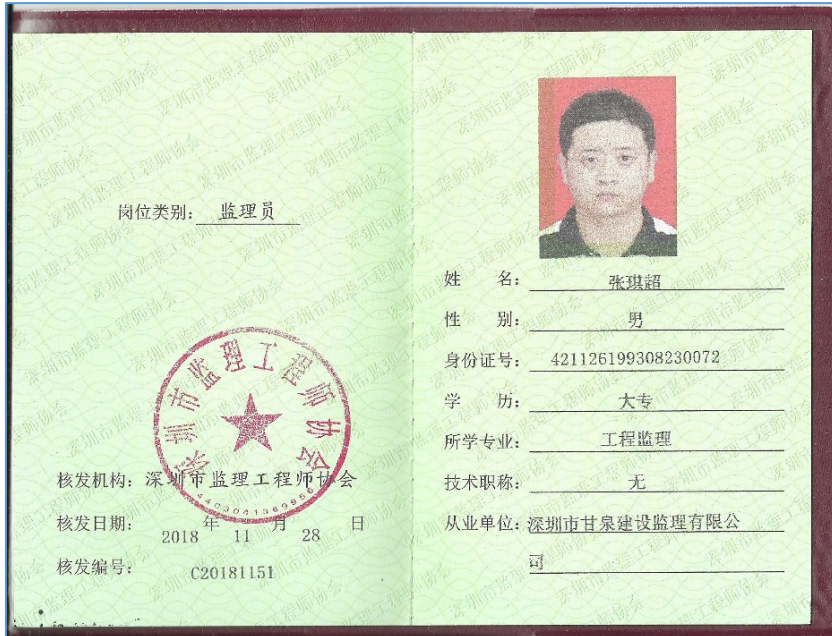 岗位类别: 监理员
深圳市监理工程师协会
4403041369956
核发机构: 深圳市监理工程师协会
核发日期: 2018 年 11 月 28 日
核发编号: C20181151
姓 名: 张琪超
性 别: 男
身份证号: 421126199308230072
学 历: 大专
所学专业: 工程监理
技术职称: 无
从业单位: 深圳市甘泉建设监理有限公
司